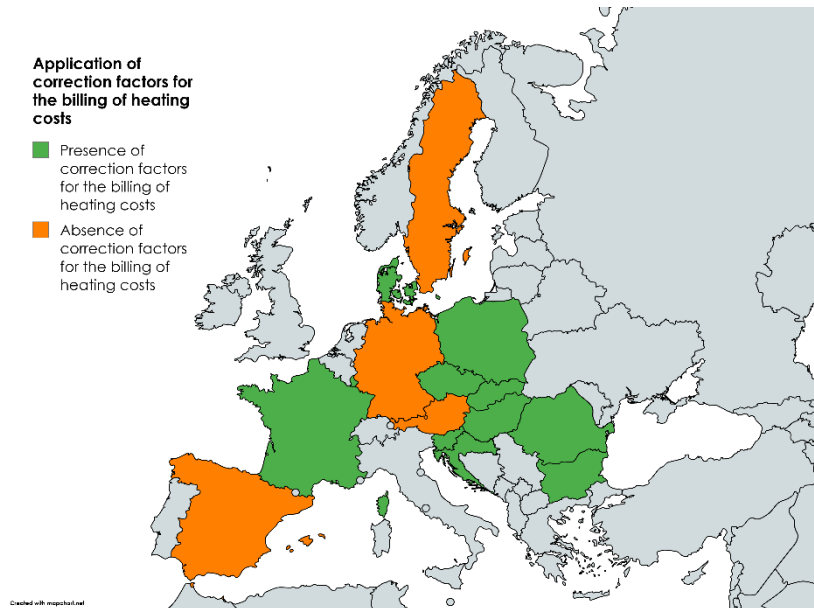 Application of
correction factors for
the billing of heating
costs
Presence of
correction factors
for the billing of
heating costs
Absence of
correction factors
for the billing of
heating costs
Created with mapchart.net